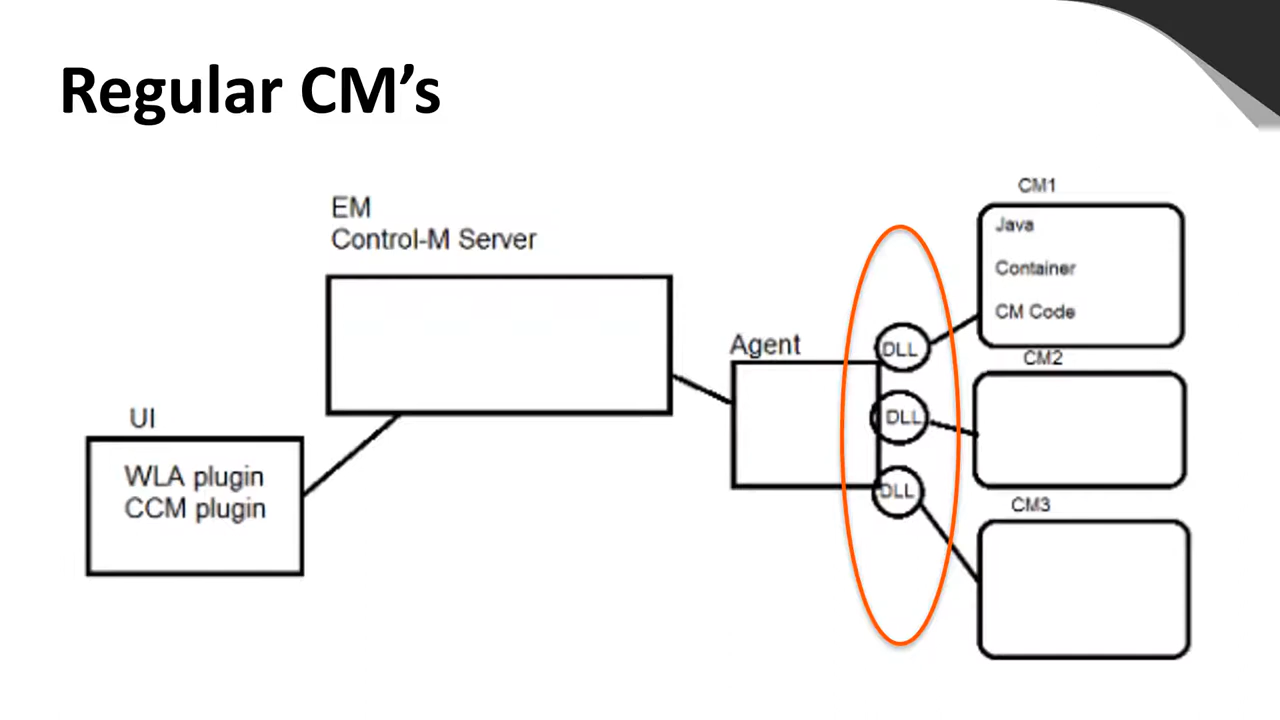 Regular CM’s
EM
Control-M Server
UI
WLA plugin
CCM plugin
Agent
DLL
DLL
DLL
CM1
Java
Container
CM Code
CM2
CM3